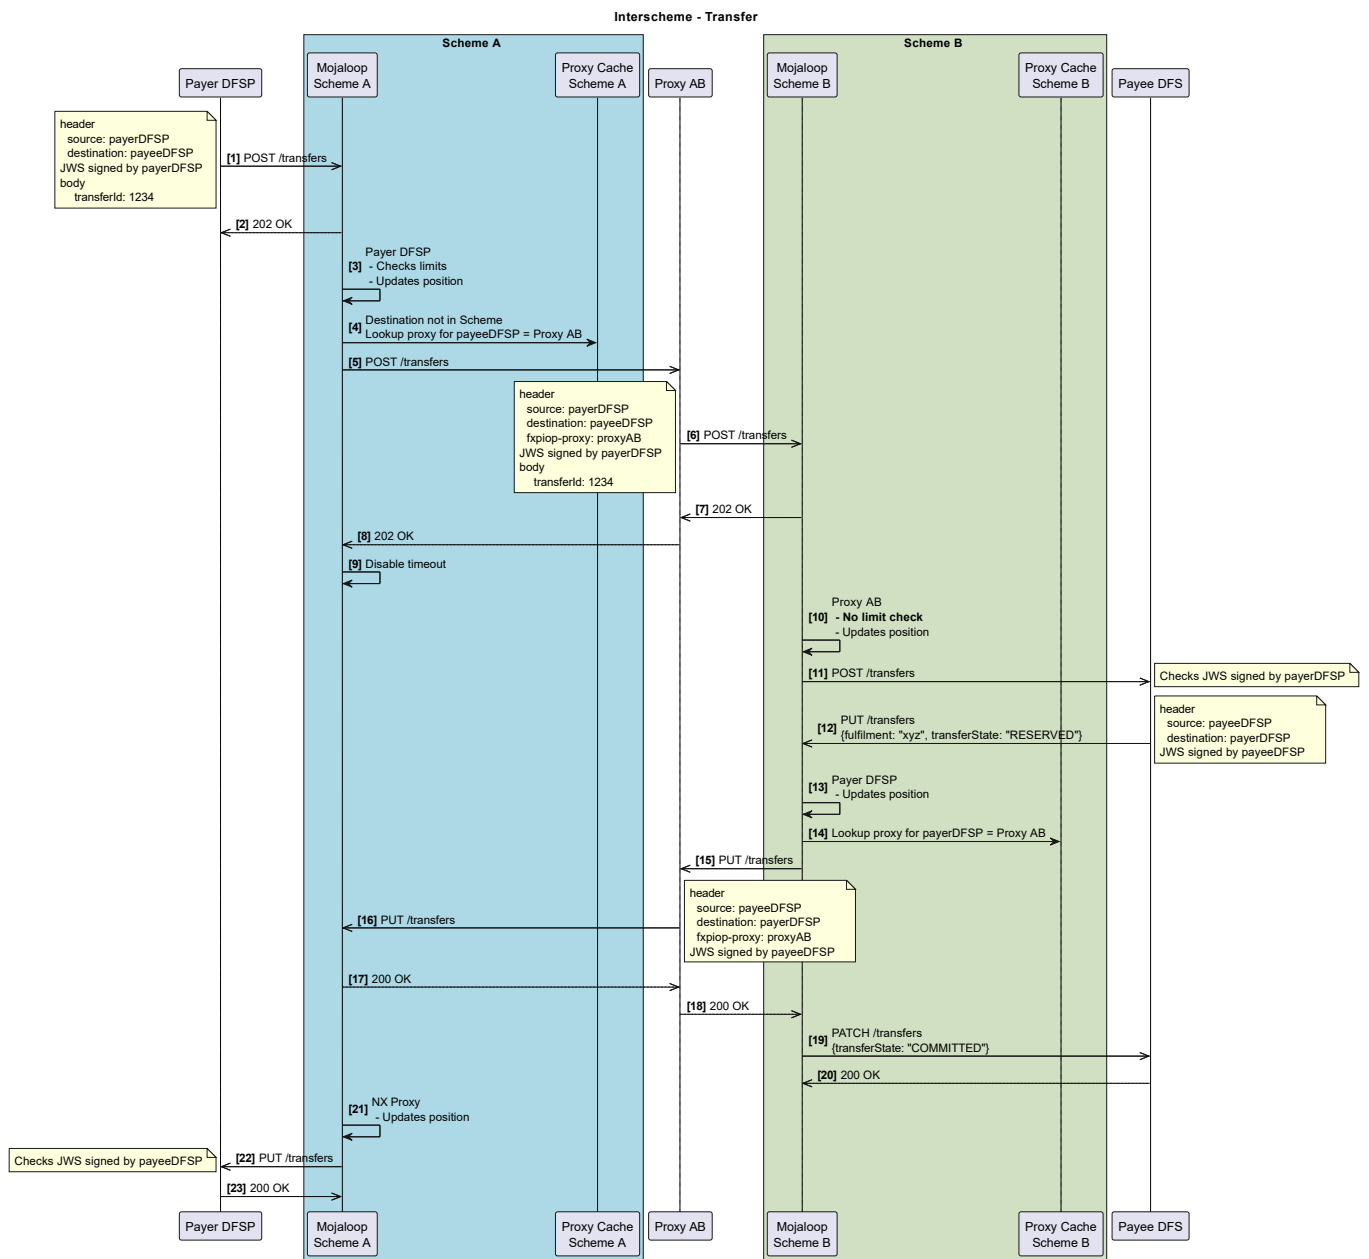 Interscheme - Transfer
Scheme A
Scheme B
Payer DFSP
Mojaloop
Scheme A
Proxy Cache
Scheme A
Proxy AB
Mojaloop
Scheme B
Proxy Cache
Scheme B
Payee DFS
header
source: payerDFSP
destination: payeeDFSP
JWS signed by payerDFSP
body
transferId: 1234
[1] POST /transfers
[2] 202 OK
Payer DFSP
[3] - Checks limits
- Updates position
Destination not in Scheme
[4] Lookup proxy for payeeDFSP = Proxy AB
[5] POST /transfers
header
source: payerDFSP
destination: payeeDFSP
fxpiop-proxy: proxyAB
JWS signed by payerDFSP
body
transferId: 1234
[6] POST /transfers
[7] 202 OK
[8] 202 OK
[9] Disable timeout
Proxy AB
[10] - No limit check
- Updates position
[11] POST /transfers
Checks JWS signed by payerDFSP
PUT /transfers
[12] {fulfilment: "xyz", transferState: "RESERVED"}
header
source: payeeDFSP
destination: payerDFSP
JWS signed by payeeDFSP
Payer DFSP
[13] - Updates position
[14] Lookup proxy for payerDFSP = Proxy AB
[15] PUT /transfers
header
source: payeeDFSP
destination: payerDFSP
fxpiop-proxy: proxyAB
JWS signed by payeeDFSP
[16] PUT /transfers
[17] 200 OK
[18] 200 OK
PATCH /transfers
[19] {transferState: "COMMITTED"}
[20] 200 OK
NX Proxy
[21] - Updates position
Checks JWS signed by payeeDFSP
[22] PUT /transfers
[23] 200 OK
Payer DFSP
Mojaloop
Scheme A
Proxy Cache
Scheme A
Proxy AB
Mojaloop
Scheme B
Proxy Cache
Scheme B
Payee DFS